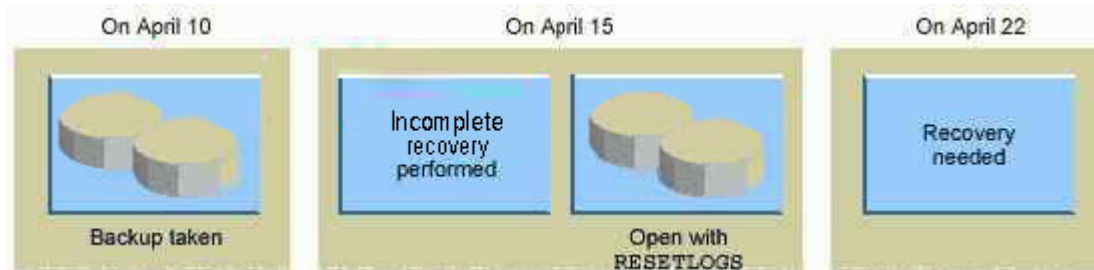 On April 10
On April 15
On April 22
Incomplete
recovery
performed
Recovery
needed
Backup taken
Open with
RESETLOGS